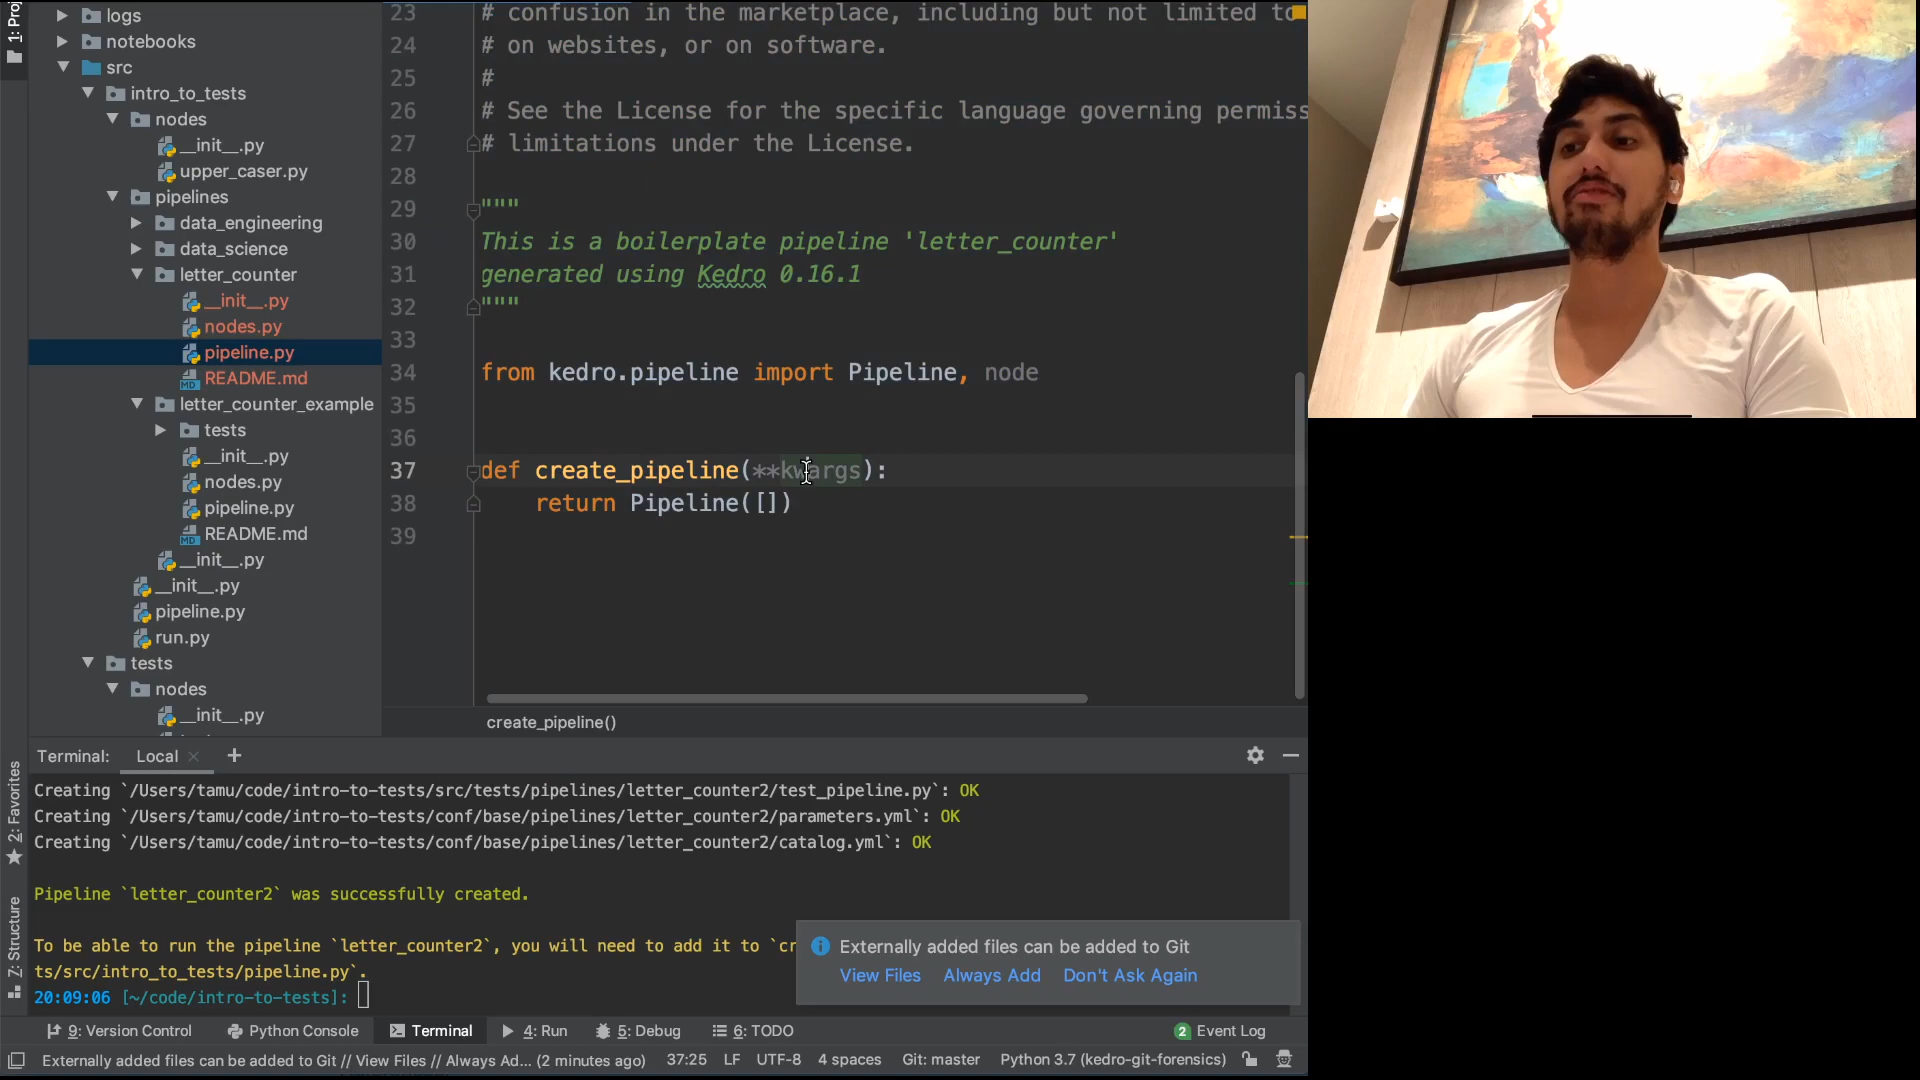 1: Proj
logs
notebooks
src
intro_to_tests
nodes
__init__.py
upper_caser.py
pipelines
data_engineering
data_science
letter_counter
__init__.py
nodes.py
pipeline.py
README.md
letter_counter_example
tests
__init__.py
nodes.py
pipeline.py
README.md
__init__.py
__init__.py
pipeline.py
run.py
tests
nodes
__init__.py
23 # confusion in the marketplace, including but not limited to
24 # on websites, or on software.
25 #
26 # See the License for the specific language governing permiss
27 # limitations under the License.
28
29 """
30 This is a boilerplate pipeline 'letter_counter'
31 generated using Kedro 0.16.1
32 """
33
34 from kedro.pipeline import Pipeline, node
35
36
37 def create_pipeline(**kwargs):
38 return Pipeline([])
39
create_pipeline()
2: Favorites
7: Structure
Terminal: Local × +
Creating `/Users/tamu/code/intro-to-tests/src/tests/pipelines/letter_counter2/test_pipeline.py`: OK
Creating `/Users/tamu/code/intro-to-tests/conf/base/pipelines/letter_counter2/parameters.yml`: OK
Creating `/Users/tamu/code/intro-to-tests/conf/base/pipelines/letter_counter2/catalog.yml`: OK
Pipeline `letter_counter2` was successfully created.
To be able to run the pipeline `letter_counter2`, you will need to add it to `cr
ts/src/intro_to_tests/pipeline.py`.
20:09:06 [~/code/intro-to-tests]:
Externally added files can be added to Git
View Files Always Add Don't Ask Again
9: Version Control Python Console Terminal 4: Run 5: Debug 6: TODO 2 Event Log
Externally added files can be added to Git // View Files // Always Ad... (2 minutes ago) 37:25 LF UTF-8 4 spaces Git: master Python 3.7 (kedro-git-forensics)